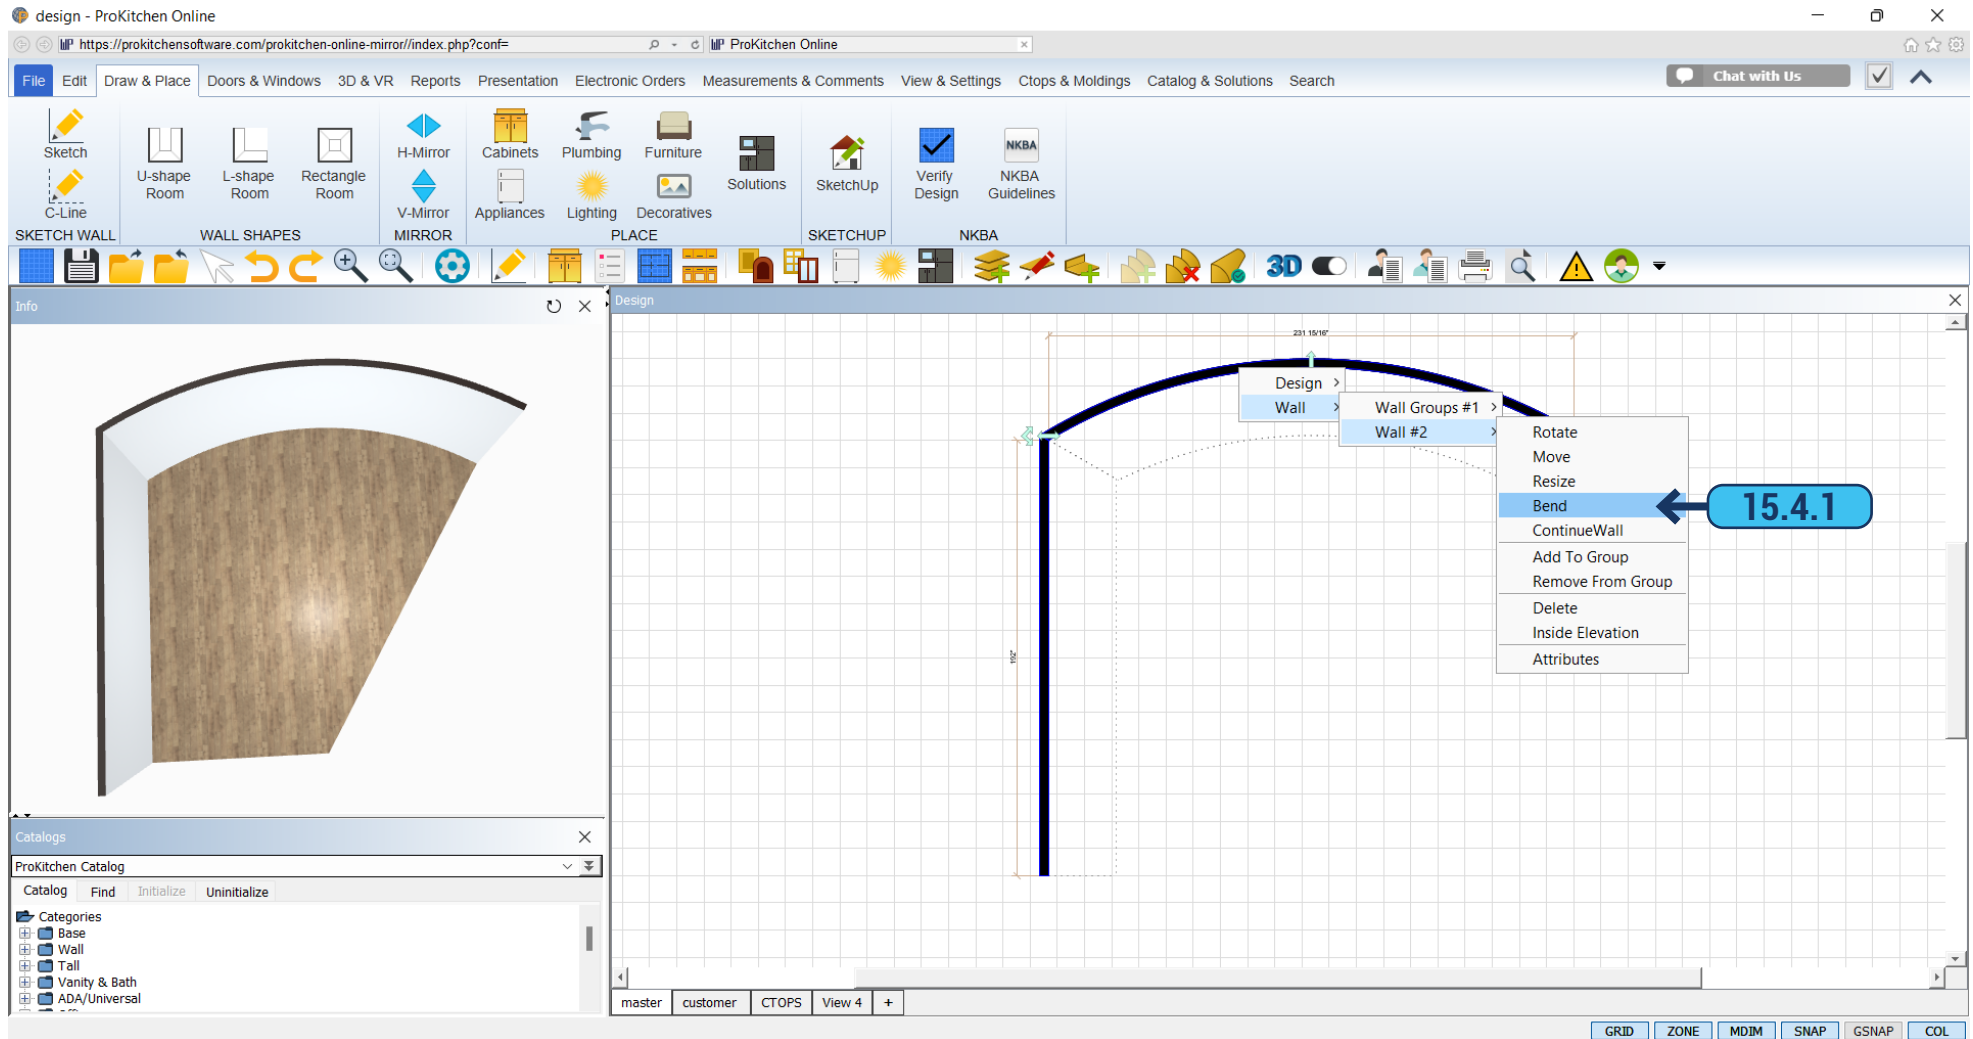 design - ProKitchen Online
https://prokitchensoftware.com/prokitchen-online-mirror//index.php?conf=
ProKitchen Online
File Edit Draw & Place Doors & Windows 3D & VR Reports Presentation Electronic Orders Measurements & Comments View & Settings Ctops & Moldings Catalog & Solutions Search
Chat with Us
Sketch
C-Line
SKETCH WALL
U-shape
Room
L-shape
Room
Rectangle
Room
WALL SHAPES
H-Mirror
V-Mirror
MIRROR
Cabinets
Plumbing
Furniture
Appliances
Lighting
Decoratives
Solutions
PLACE
SketchUp
SKETCHUP
Verify
Design
NKBA
NKBA
Guidelines
NKBA
3D
Info
Design
231 15/16"
192"
Design
Wall
Wall Groups #1
Wall #2
Rotate
Move
Resize
Bend
ContinueWall
Add To Group
Remove From Group
Delete
Inside Elevation
Attributes
15.4.1
Catalogs
ProKitchen Catalog
Catalog Find Initialize Uninitialize
Categories
Base
Wall
Tall
Vanity & Bath
ADA/Universal
master customer CTOPS View 4 +
GRID ZONE MDIM SNAP GSNAP COL